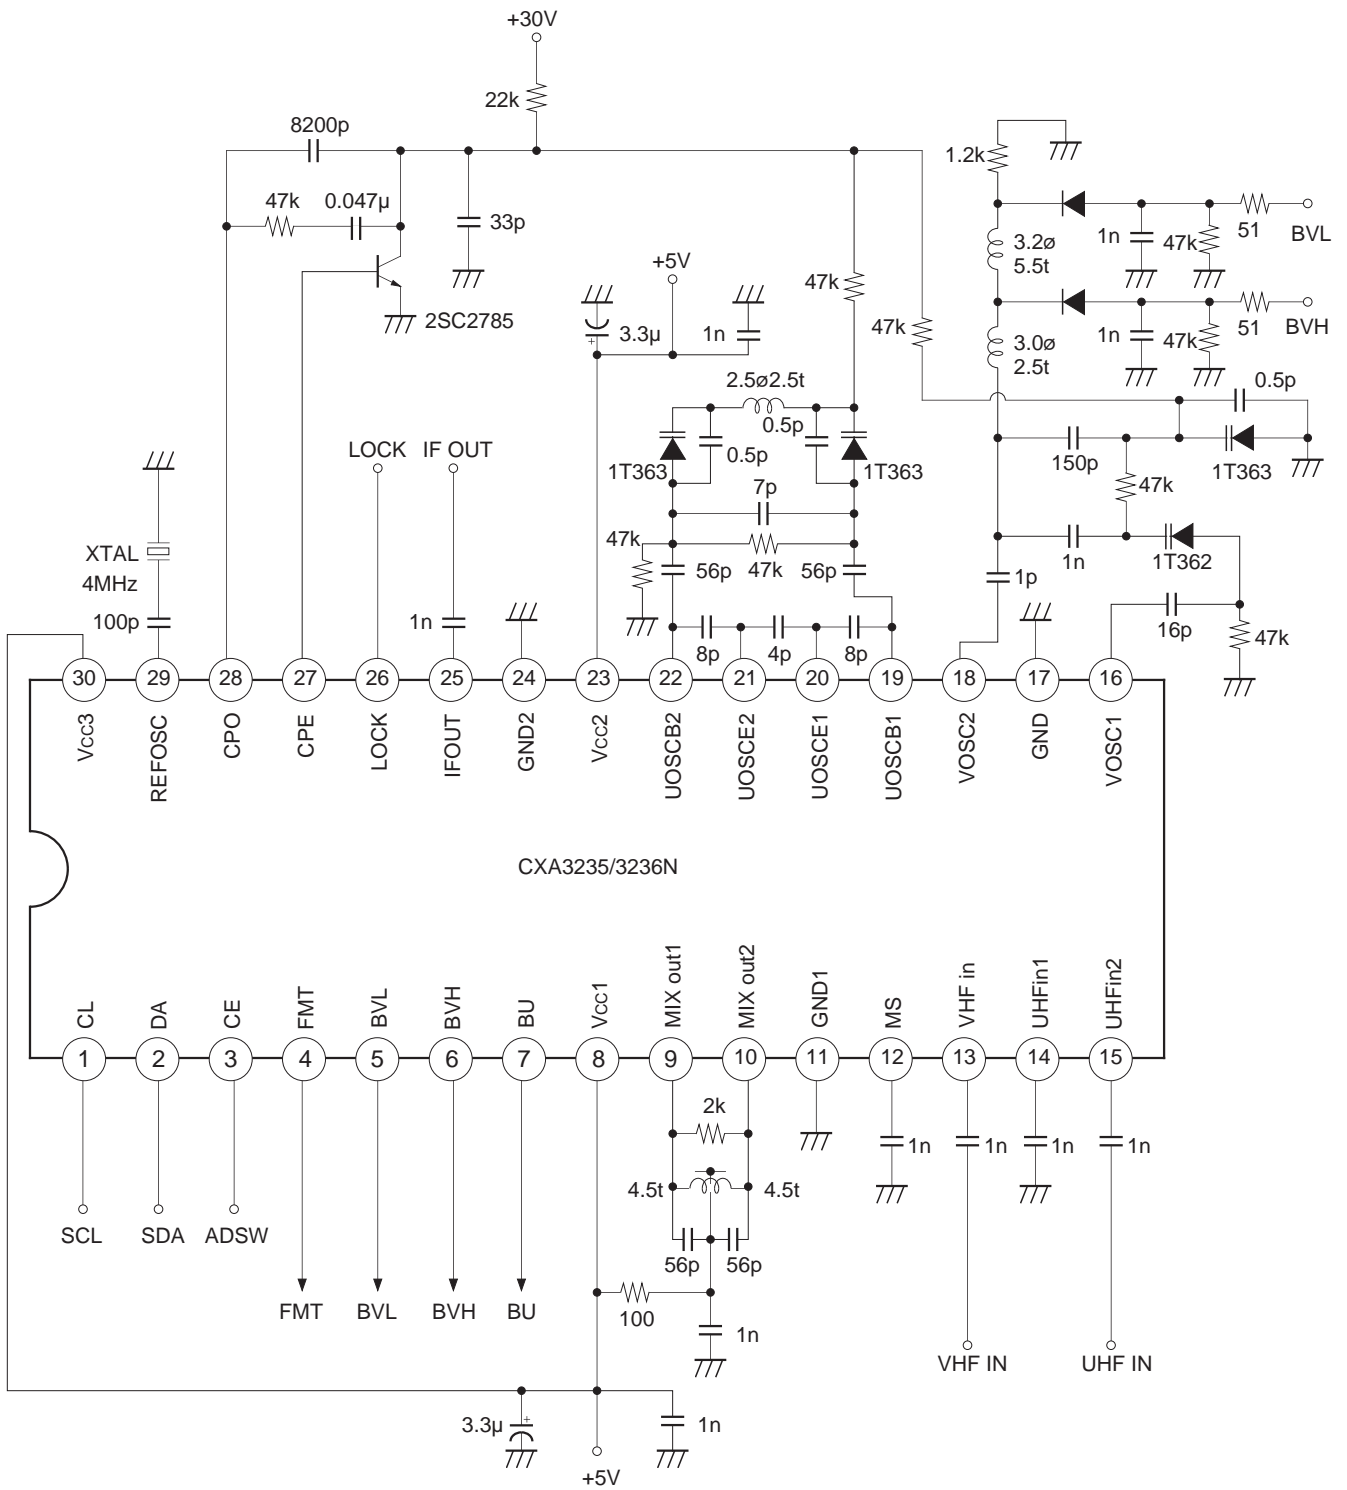 +30V
22k
8200p
47k
0.047µ
33p
2SC2785
1.2k
3.2ø
5.5t
1n
47k
51
BVL
3.0ø
2.5t
1n
47k
51
BVH
+5V
3.3µ
1n
47k
47k
2.5ø2.5t
0.5p
0.5p
1T363
1T363
7p
47k
47k
56p
56p
8p
4p
8p
0.5p
150p
1T363
47k
1n
1T362
1p
16p
47k
LOCK
IF OUT
XTAL
4MHz
100p
1n
30
29
28
27
26
25
24
23
22
21
20
19
18
17
16
Vcc3
REFOSC
CPO
CPE
LOCK
IFOUT
GND2
Vcc2
UOSCB2
UOSCE2
UOSCE1
UOSCB1
VOSC2
GND
VOSC1
CXA3235/3236N
CL
DA
CE
FMT
BVL
BVH
BU
Vcc1
MIX out1
MIX out2
GND1
MS
VHF in
UHFin1
UHFin2
1
2
3
4
5
6
7
8
9
10
11
12
13
14
15
2k
1n
1n
1n
1n
4.5t
4.5t
SCL
SDA
ADSW
56p
56p
FMT
BVL
BVH
BU
100
1n
VHF IN
UHF IN
3.3µ
1n
+5V